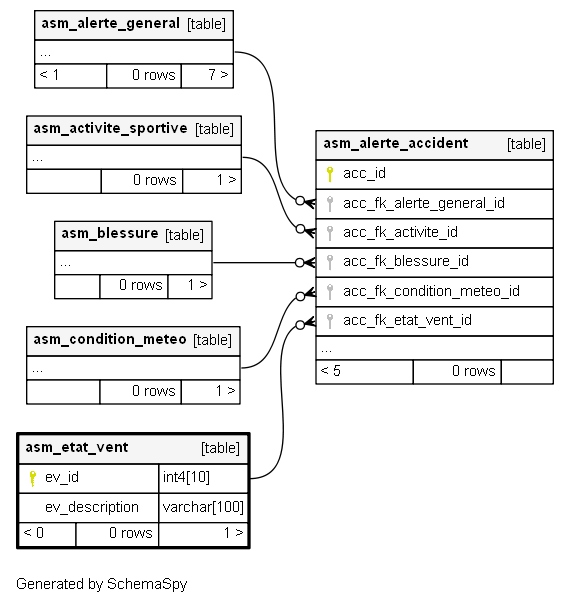 asm_alerte_general [table]
...
< 1 0 rows 7 >
asm_activite_sportive [table]
...
0 rows 1 >
asm_blessure [table]
...
0 rows 1 >
asm_condition_meteo [table]
...
0 rows 1 >
asm_etat_vent [table]
ev_id int4[10]
ev_description varchar[100]
< 0 0 rows 1 >
asm_alerte_accident [table]
acc_id
acc_fk_alerte_general_id
acc_fk_activite_id
acc_fk_blessure_id
acc_fk_condition_meteo_id
acc_fk_etat_vent_id
...
< 5 0 rows
Generated by SchemaSpy